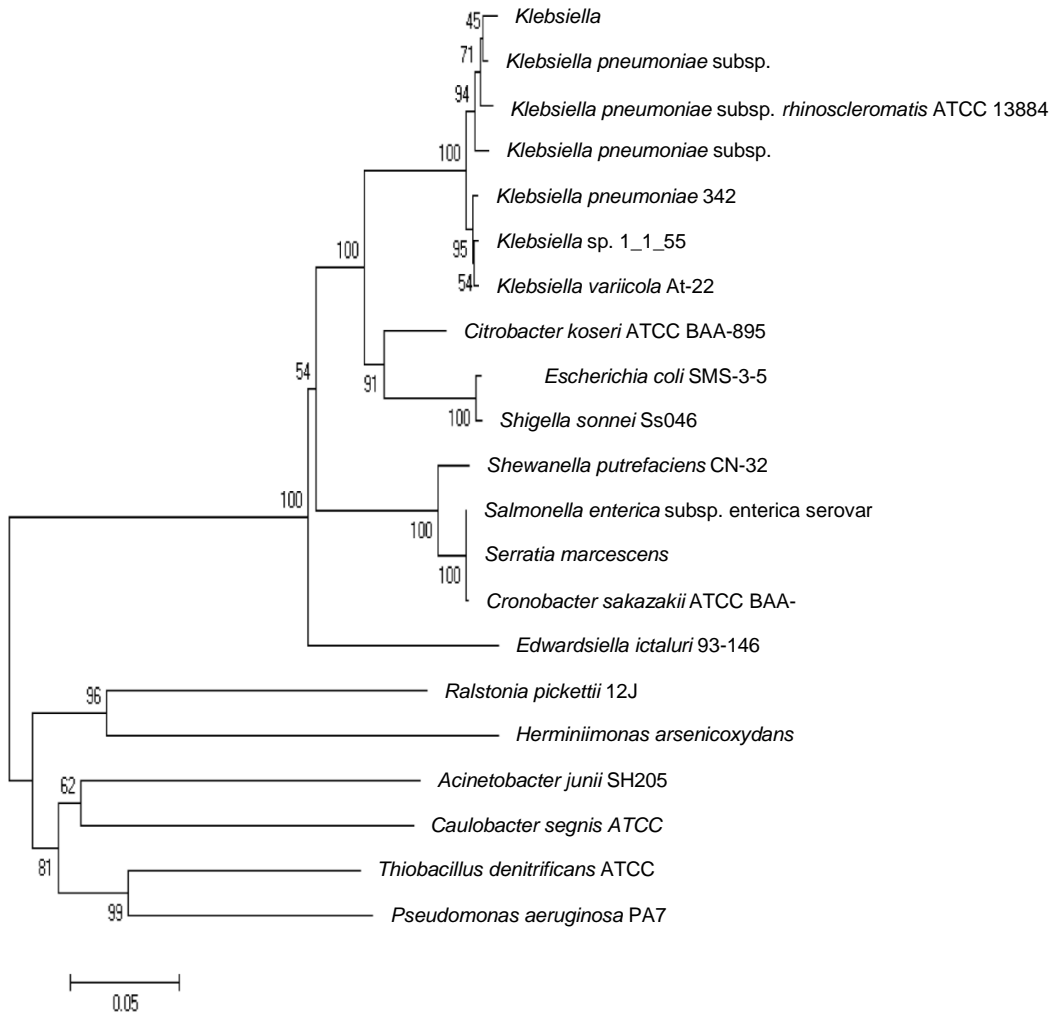 45
Klebsiella
71
Klebsiella pneumoniae subsp.
94
Klebsiella pneumoniae subsp. rhinoscleromatis ATCC 13884
100
Klebsiella pneumoniae subsp.
Klebsiella pneumoniae 342
95
Klebsiella sp. 1_1_55
100
54
Klebsiella variicola At-22
Citrobacter koseri ATCC BAA-895
54
91
Escherichia coli SMS-3-5
100
Shigella sonnei Ss046
Shewanella putrefaciens CN-32
100
100
Salmonella enterica subsp. enterica serovar
Serratia marcescens
100
Cronobacter sakazakii ATCC BAA-
Edwardsiella ictaluri 93-146
96
Ralstonia pickettii 12J
Herminiimonas arsenicoxydans
62
Acinetobacter junii SH205
Caulobacter segnis ATCC
81
Thiobacillus denitrificans ATCC
99
Pseudomonas aeruginosa PA7
0.05